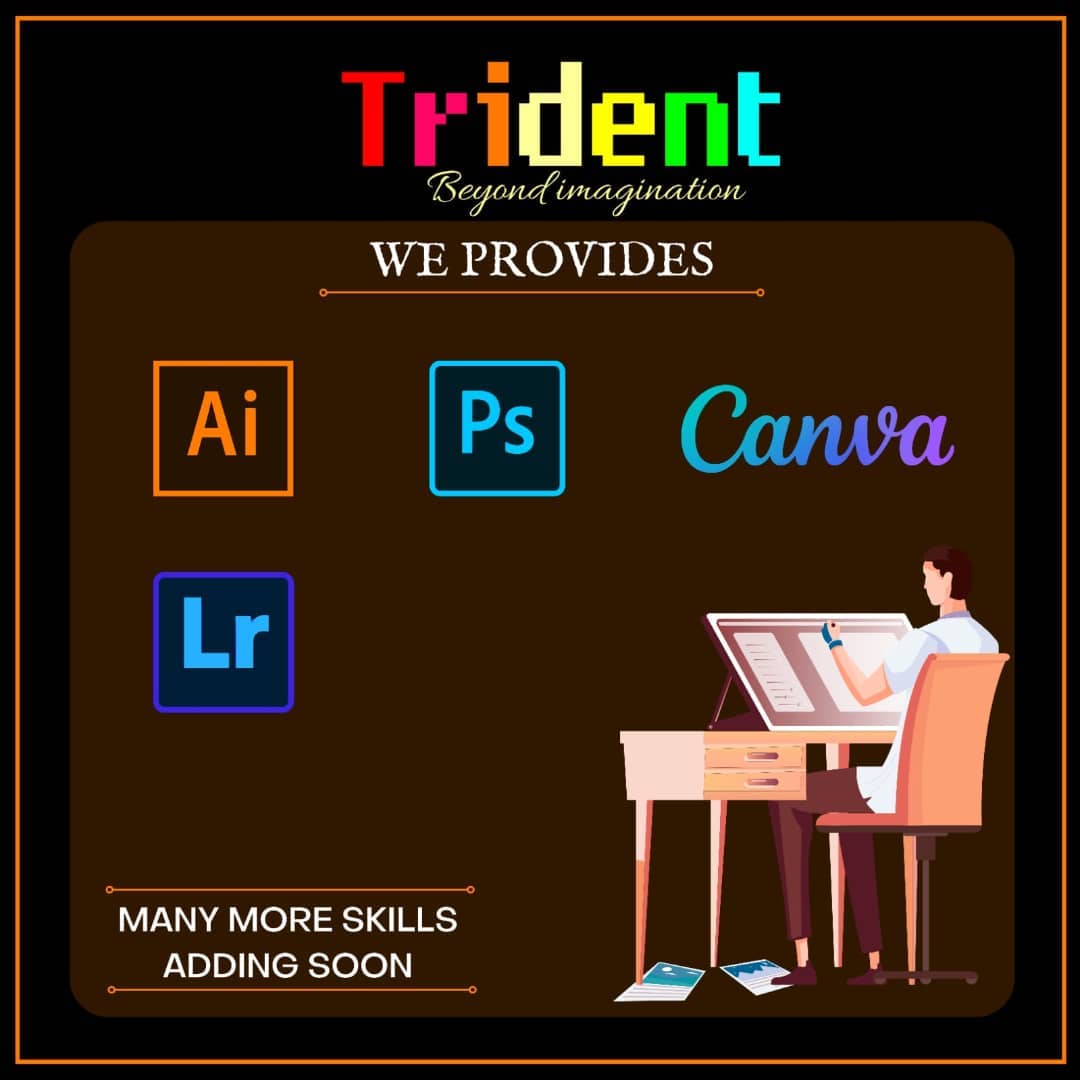 Trident
Beyond imagination
WE PROVIDES
Ai Ps Canva
Lr
MANY MORE SKILLS
ADDING SOON